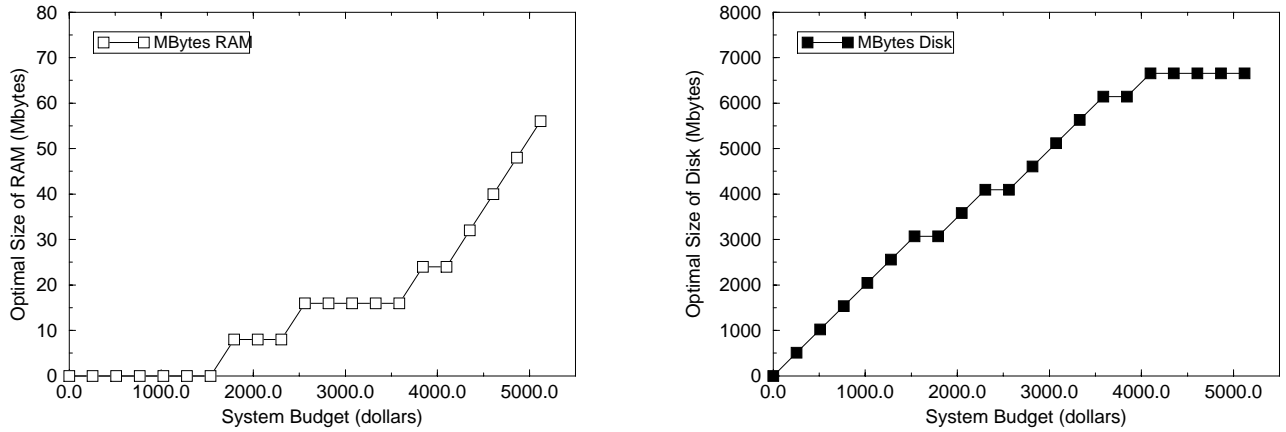 80
70
60
50
40
30
20
10
0
Optimal Size of RAM (Mbytes)
MBytes RAM
0.0 1000.0 2000.0 3000.0 4000.0 5000.0
System Budget (dollars)
8000
7000
6000
5000
4000
3000
2000
1000
0
Optimal Size of Disk (Mbytes)
MBytes Disk
0.0 1000.0 2000.0 3000.0 4000.0 5000.0
System Budget (dollars)